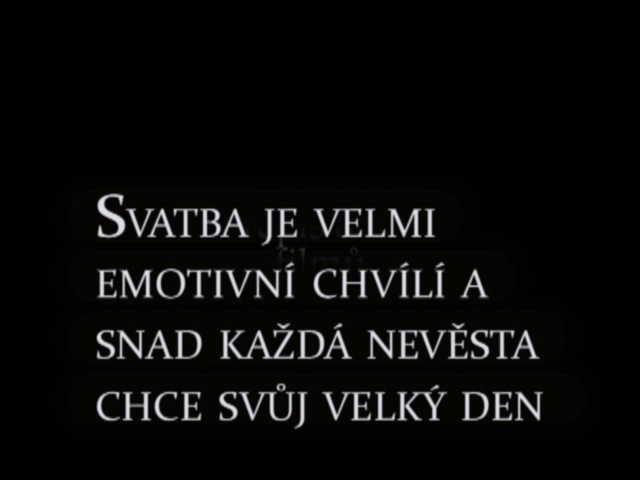 Svatba je velmi
emotivní chvílí a
snad každá nevěsta
chce svůj velký den